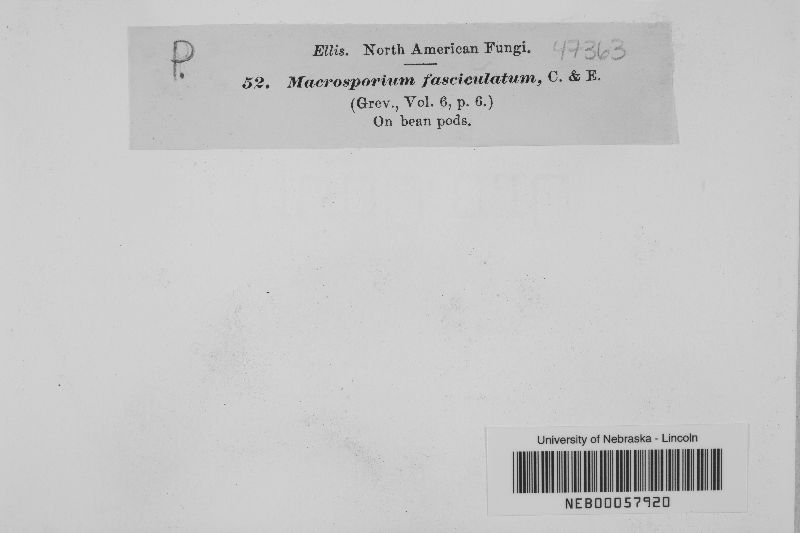 P.
Ellis. North American Fungi. 47363
52. Macrosporium fasciculatum, C. & E.
(Grev., Vol. 6, p. 6.)
On bean pods.
University of Nebraska - Lincoln
NEB00057920